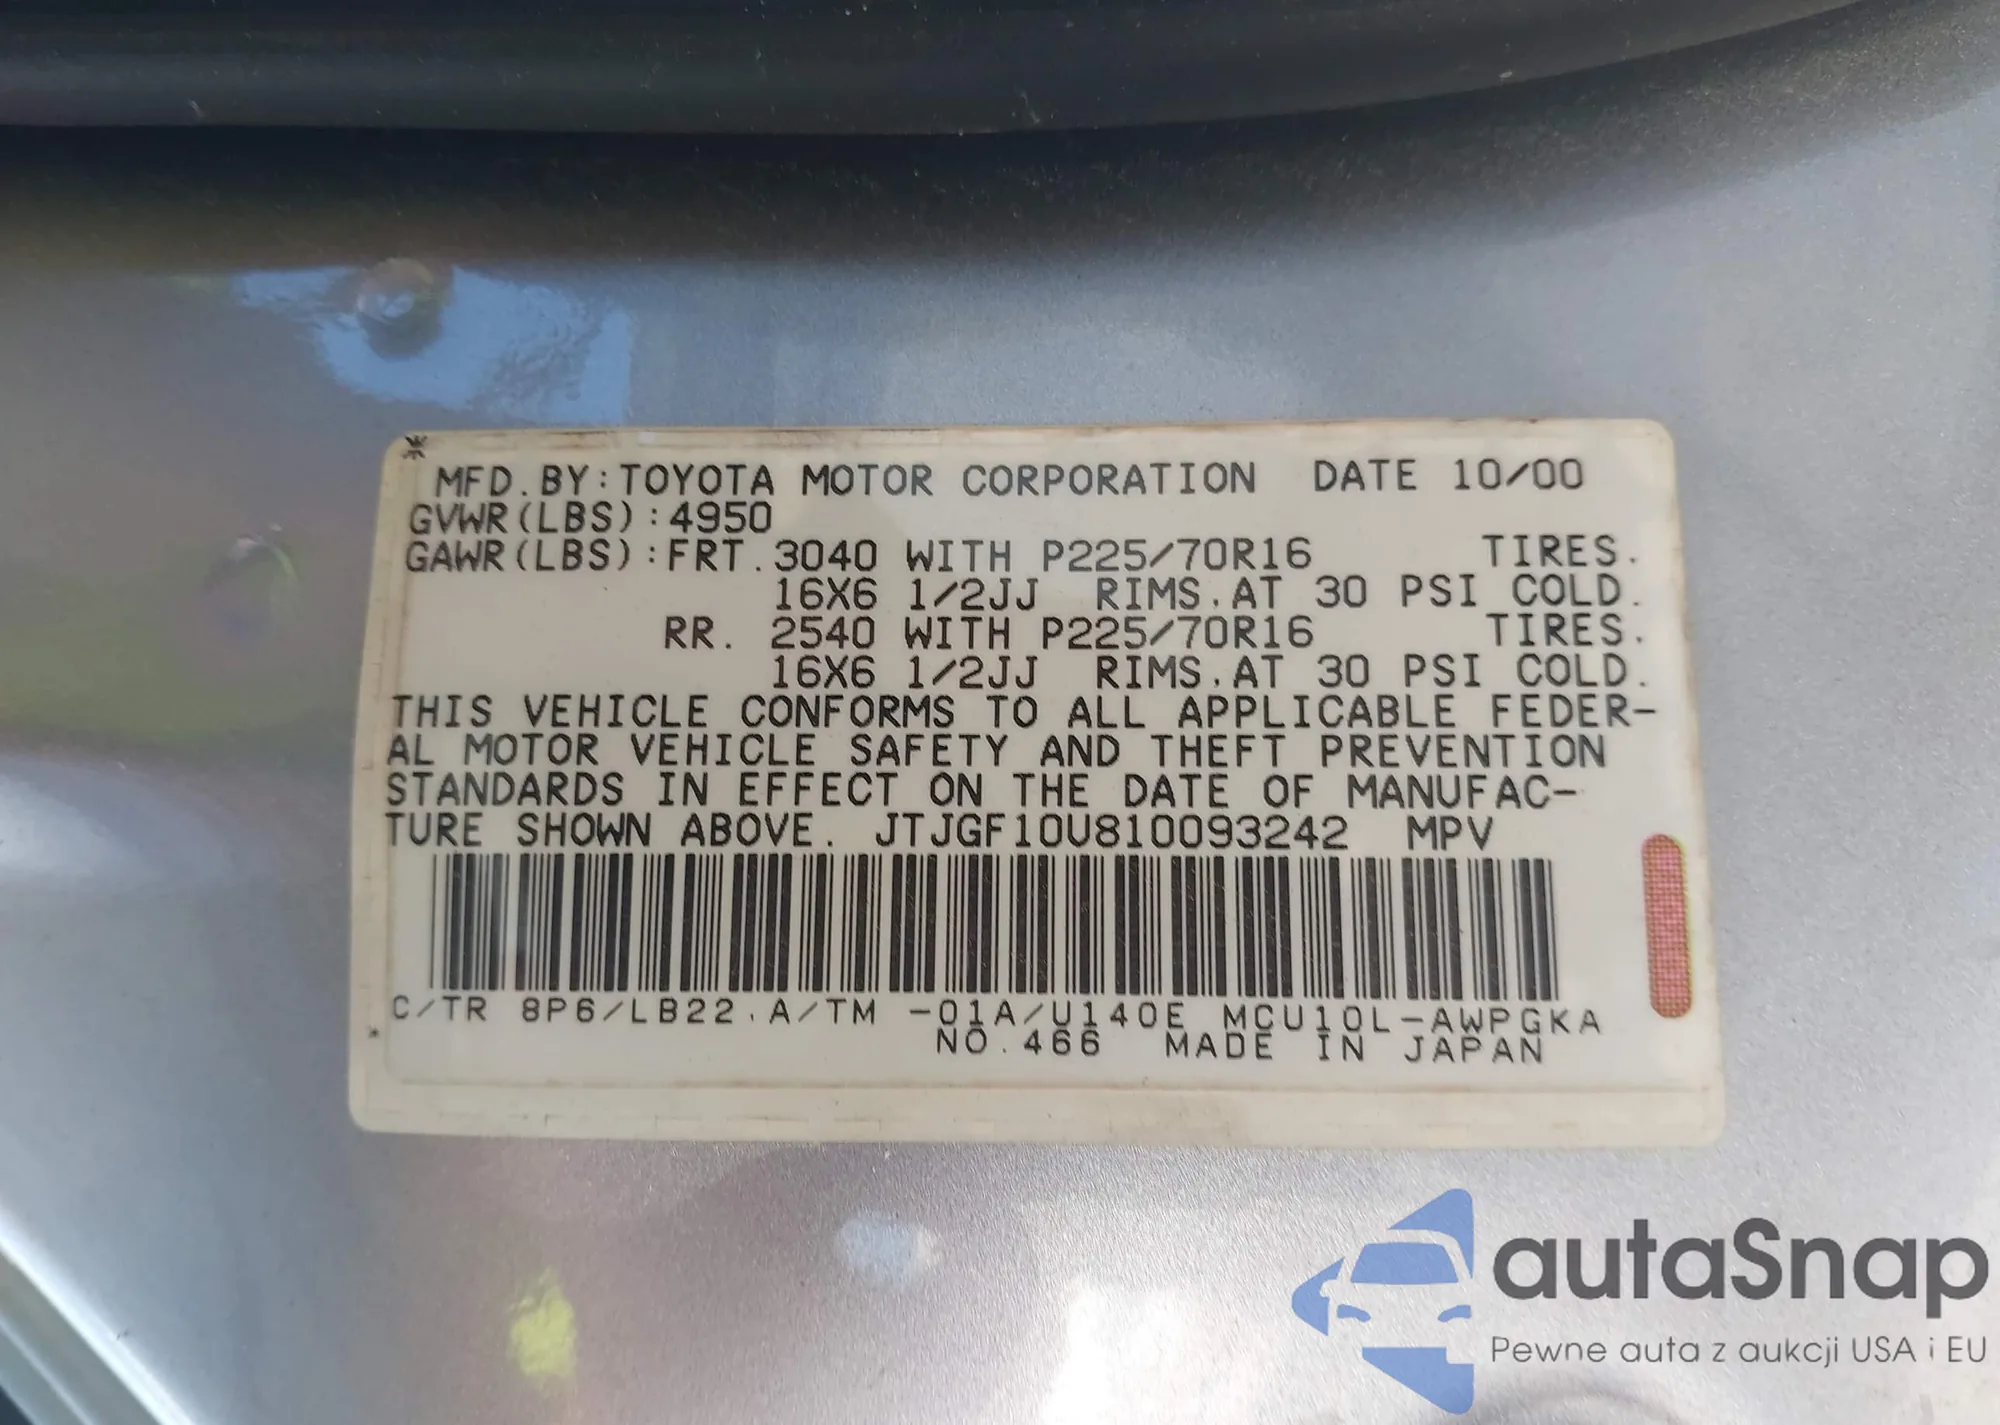 MFD.BY:TOYOTA MOTOR CORPORATION DATE 10/00
GVWR(LBS):4950
GAWR(LBS):FRT.3040 WITH P225/70R16 TIRES.
16X6 1/2JJ RIMS.AT 30 PSI COLD.
RR. 2540 WITH P225/70R16 TIRES.
16X6 1/2JJ RIMS.AT 30 PSI COLD.
THIS VEHICLE CONFORMS TO ALL APPLICABLE FEDER-
AL MOTOR VEHICLE SAFETY AND THEFT PREVENTION
STANDARDS IN EFFECT ON THE DATE OF MANUFAC-
TURE SHOWN ABOVE. JTJGF10U810093242 MPV
C/TR 8P6/LB22.A/TM -01A/U140E MCU10L-AWPGKA
NO.466 MADE IN JAPAN
autaSnap
Pewne auta z aukcji USA i EU